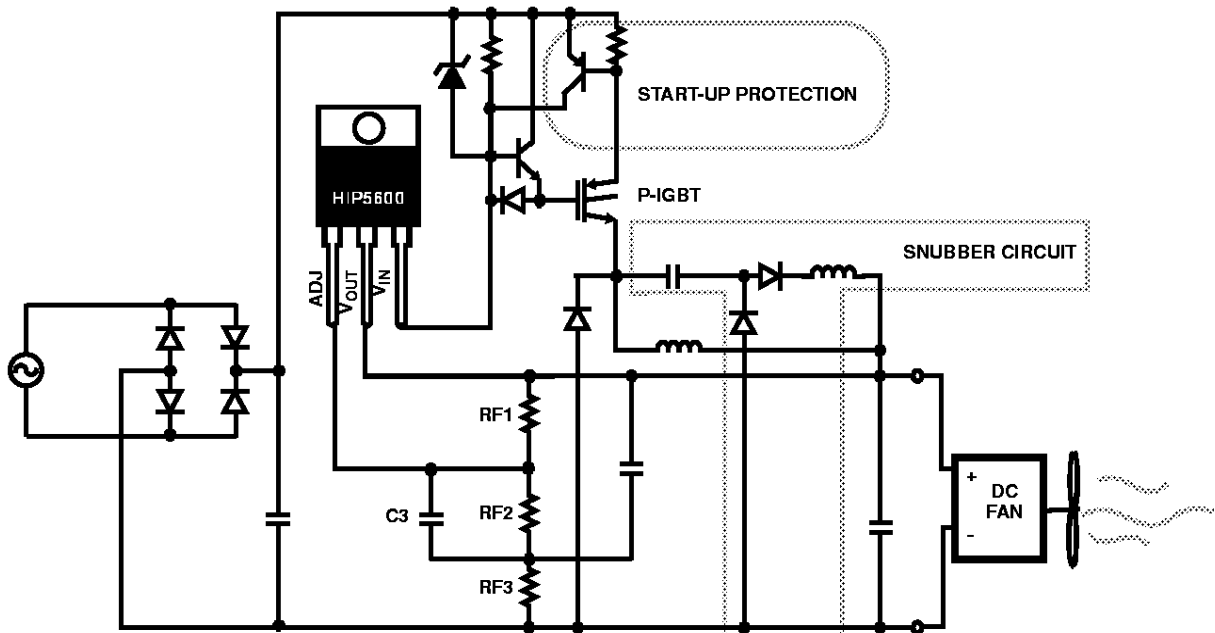 START-UP PROTECTION
HIP5600
P-IGBT
SNUBBER CIRCUIT
ADJ
VOUT
VIN
RF1
C3
RF2
RF3
+
DC
FAN
-